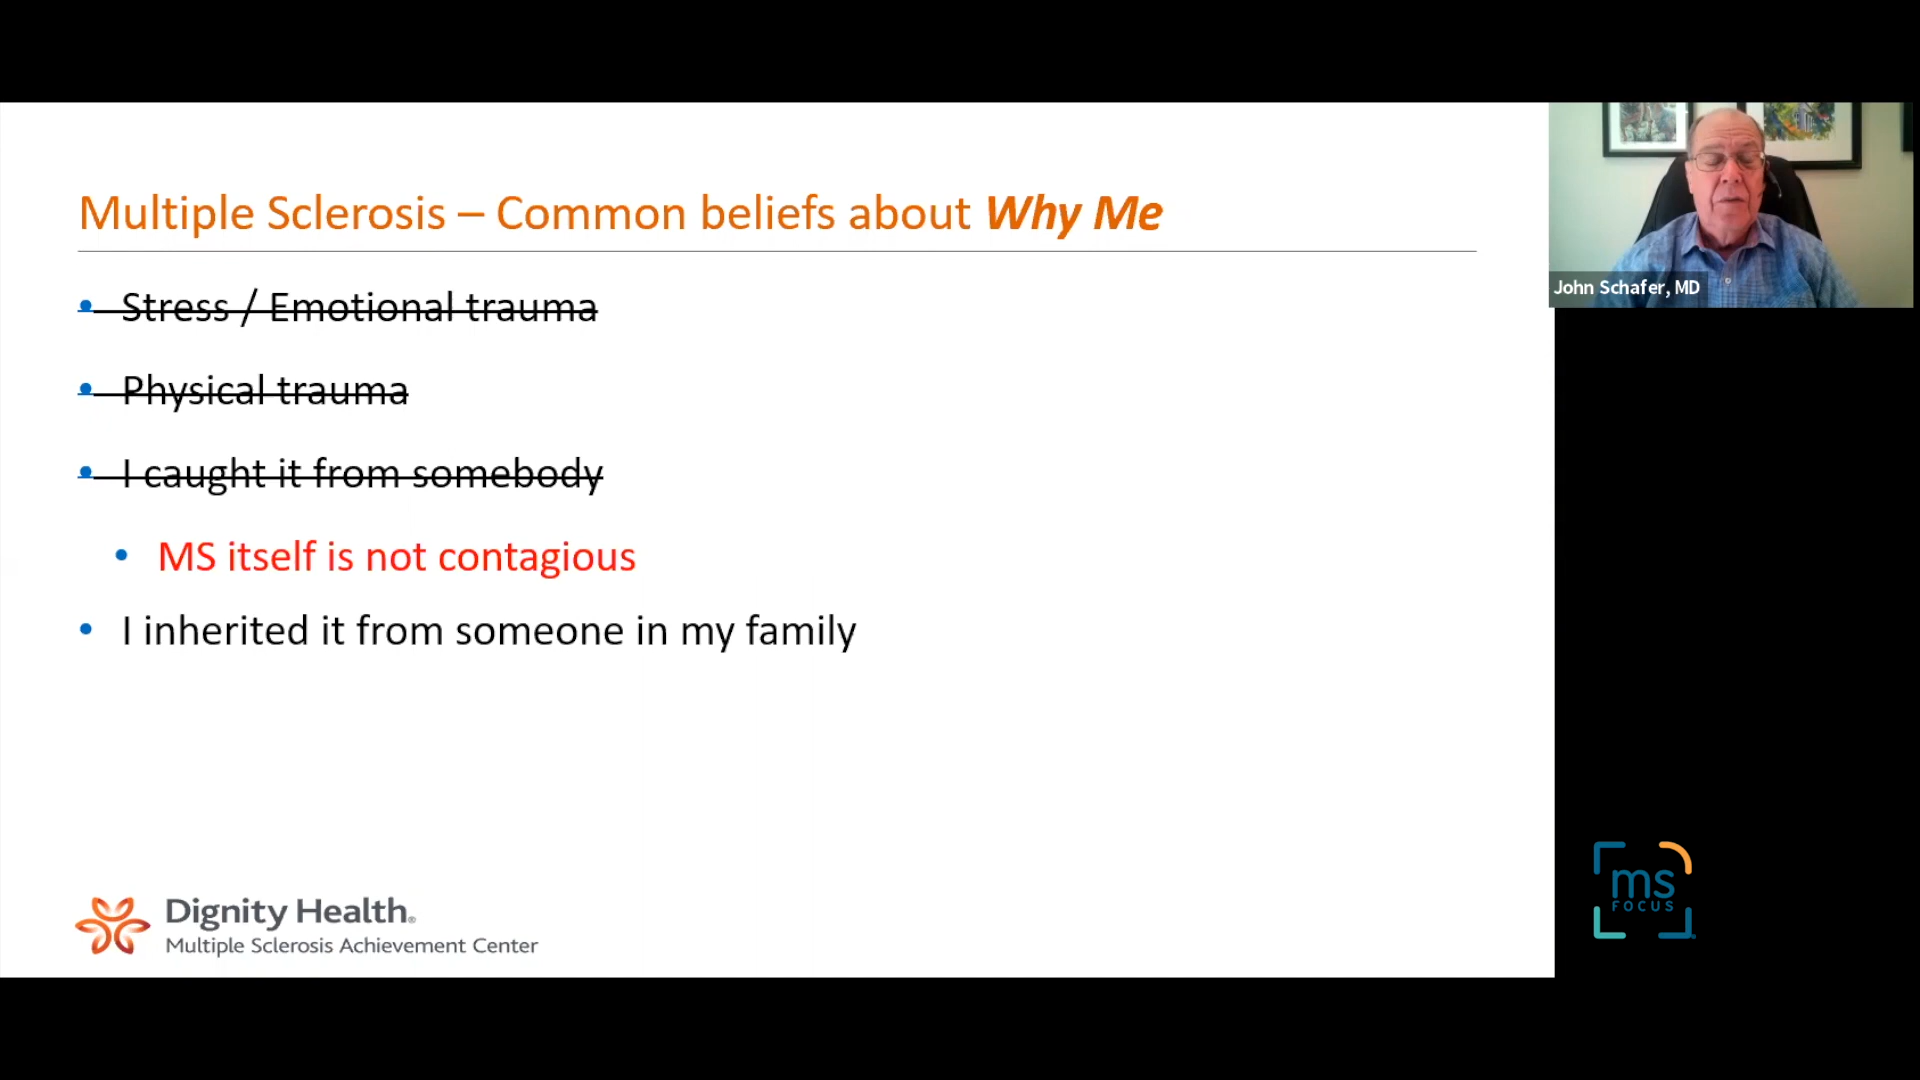 Multiple Sclerosis – Common beliefs about Why Me
• Stress / Emotional trauma
• Physical trauma
• I caught it from somebody
• MS itself is not contagious
• I inherited it from someone in my family
John Schafer, MD
Dignity Health®
Multiple Sclerosis Achievement Center
ms
FOCUS